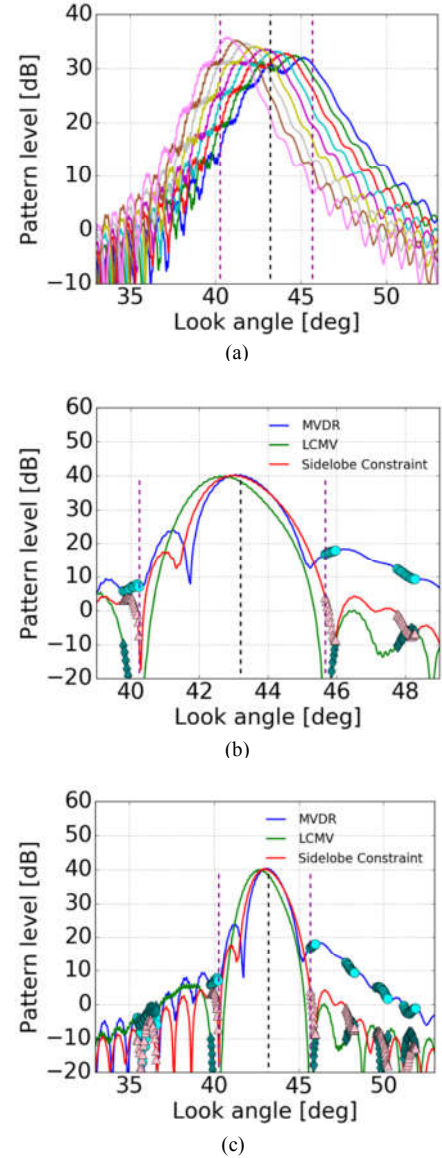 Pattern level [dB]
40
30
20
10
0
−10
35 40 45 50
Look angle [deg]
(a)
Pattern level [dB]
60
50
40
30
20
10
0
−10
−20
MVDR
LCMV
Sidelobe Constraint
40 42 44 46 48
Look angle [deg]
(b)
Pattern level [dB]
60
50
40
30
20
10
0
−10
−20
MVDR
LCMV
Sidelobe Constraint
35 40 45 50
Look angle [deg]
(c)